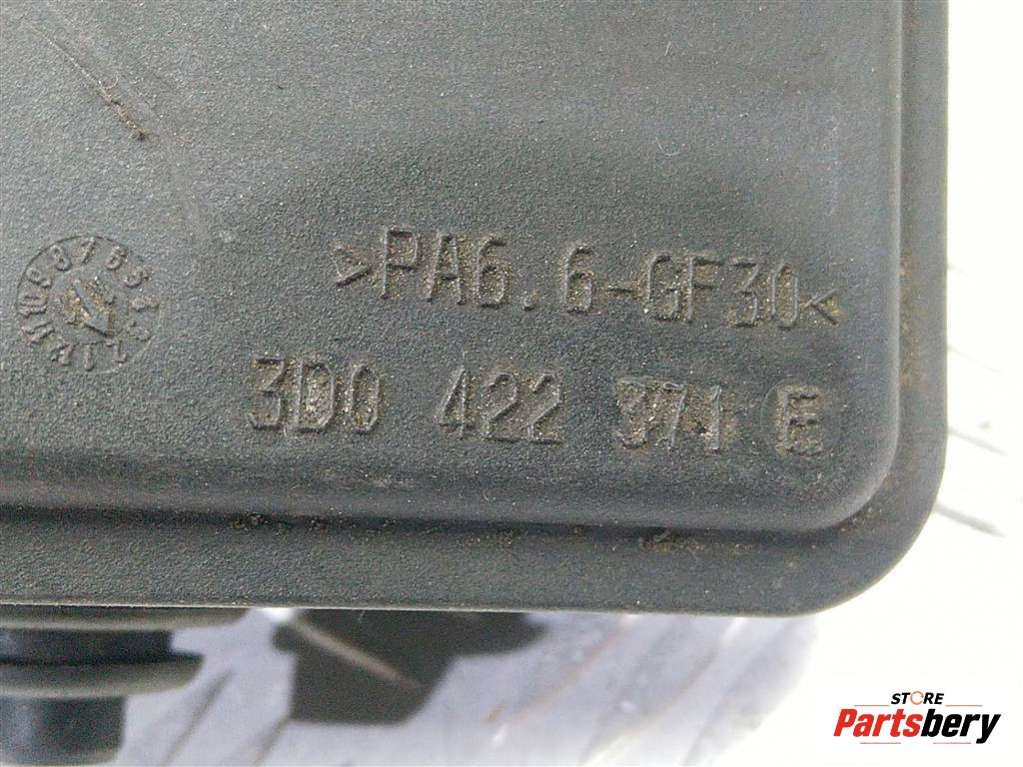 >PA6.6-GF30<
3D0 422 371 E
STORE
Partsbery